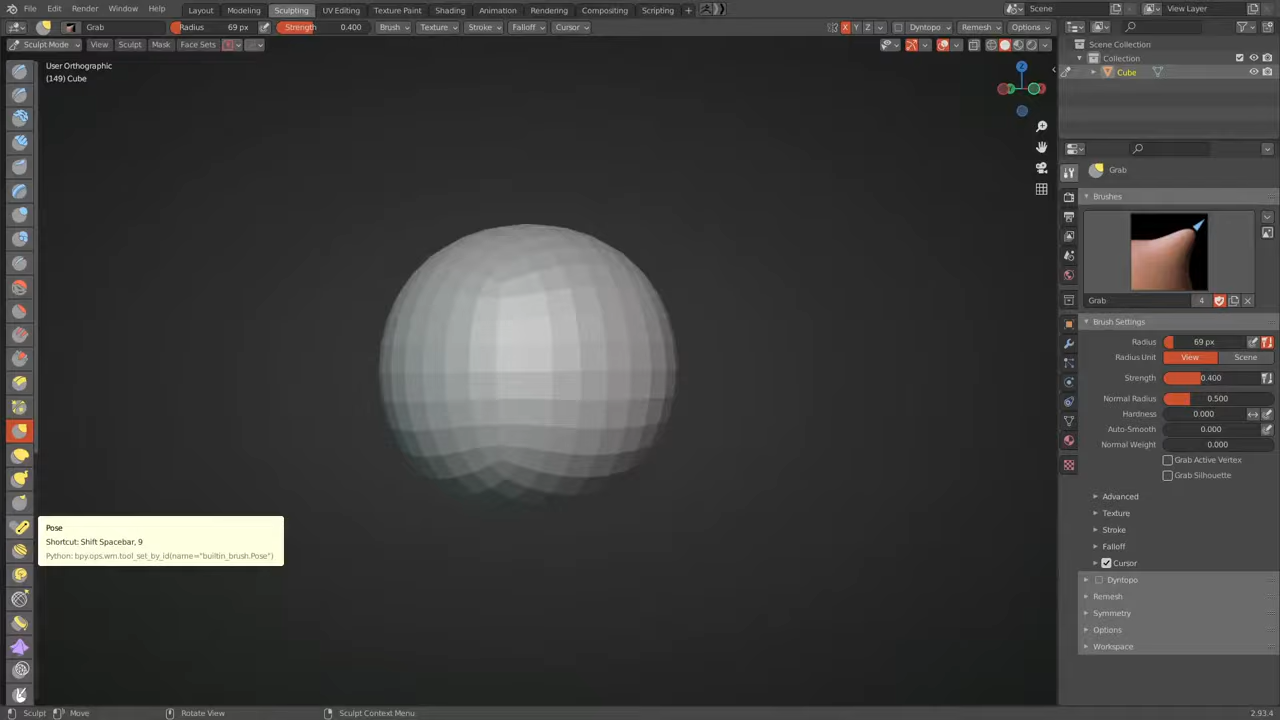 File Edit Render Window Help Layout Modeling Sculpting UV Editing Texture Paint Shading Animation Rendering Compositing Scripting + Scene View Layer
Grab Radius 69 px Strength 0.400 Brush Texture Stroke Falloff Cursor X Y Z Dyntopo Remesh Options
Sculpt Mode View Sculpt Mask Face Sets
Scene Collection
Collection
Cube
User Orthographic
(149) Cube
Z
Grab
Brushes
Grab 4
Brush Settings
Radius 69 px
Radius Unit View Scene
Strength 0.400
Normal Radius 0.500
Hardness 0.000
Auto-Smooth 0.000
Normal Weight 0.000
Grab Active Vertex
Grab Silhouette
Advanced
Texture
Stroke
Falloff
Cursor
Dyntopo
Remesh
Symmetry
Options
Workspace
Pose
Shortcut: Shift Spacebar, 9
Python: bpy.ops.wm.tool_set_by_id(name="builtin_brush.Pose")
Sculpt Move Rotate View Sculpt Context Menu 2.93.4